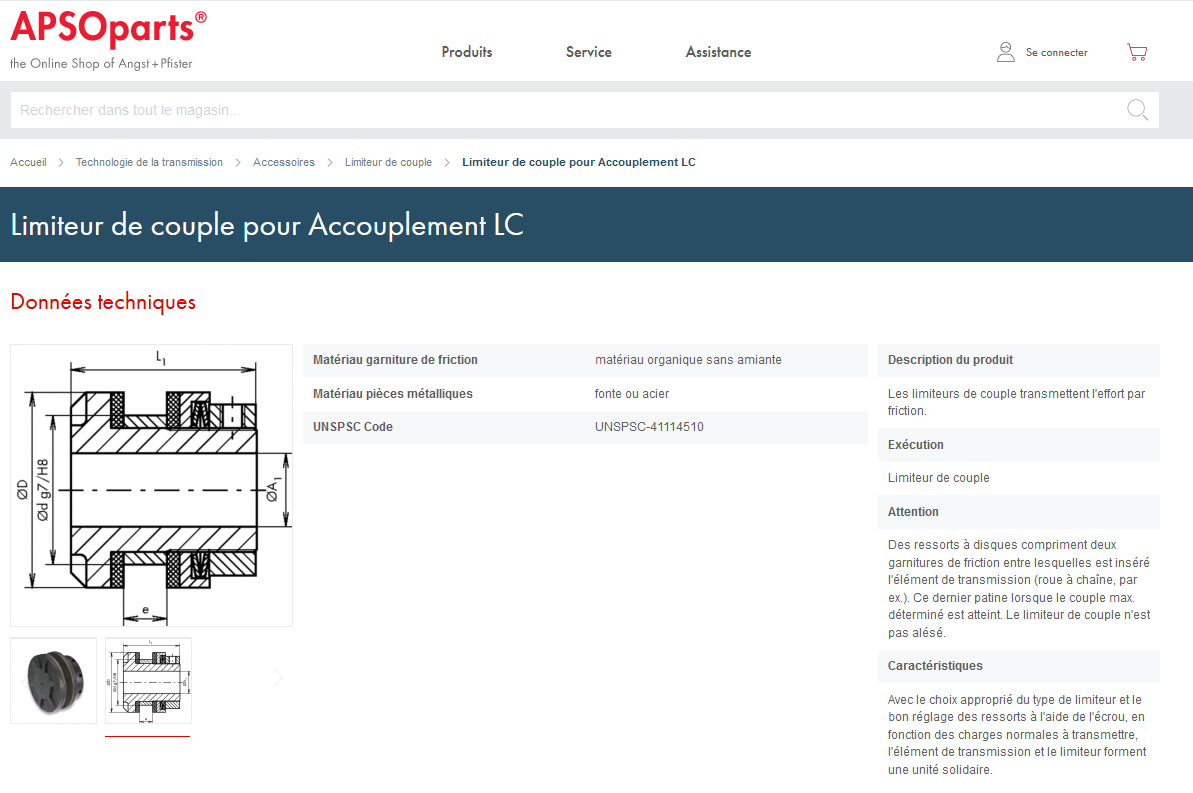 APSOparts®
the Online Shop of Angst+Pfister
Produits
Service
Assistance
Se connecter
Rechercher dans tout le magasin...
Accueil > Technologie de la transmission > Accessoires > Limiteur de couple > Limiteur de couple pour Accouplement LC
Limiteur de couple pour Accouplement LC
Données techniques
L1
ØD
Ød g7/H8
ØA1
e
Matériau garniture de friction
matériau organique sans amiante
Matériau pièces métalliques
fonte ou acier
UNSPSC Code
UNSPSC-41114510
Description du produit
Les limiteurs de couple transmettent l'effort par
friction.
Exécution
Limiteur de couple
Attention
Des ressorts à disques compriment deux
garnitures de friction entre lesquelles est inséré
l'élément de transmission (roue à chaîne, par
ex.). Ce dernier patine lorsque le couple max.
déterminé est atteint. Le limiteur de couple n'est
pas alésé.
Caractéristiques
Avec le choix approprié du type de limiteur et le
bon réglage des ressorts à l'aide de l'écrou, en
fonction des charges normales à transmettre,
l'élément de transmission et le limiteur forment
une unité solidaire.